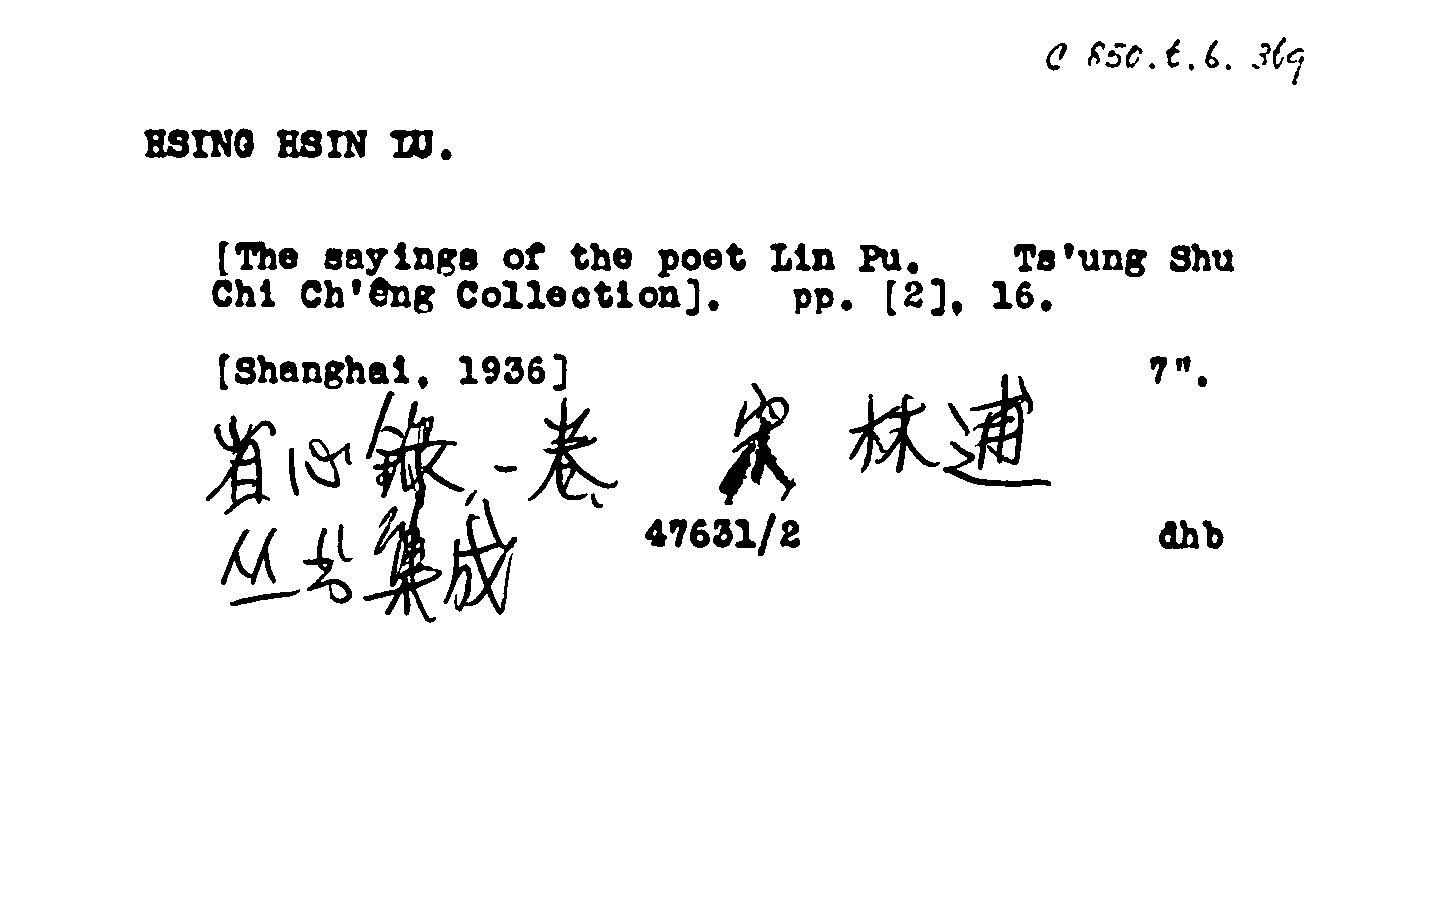 C 850.t.6. 369
HSING HSIN LU.
[The sayings of the poet Lin Pu. Ts'ung Shu
Chi Ch'êng Collection]. pp. [2], 16.
[Shanghai, 1936] 7".
省心錄 一卷 宋 林逋
丛书集成 47631/2 dhb